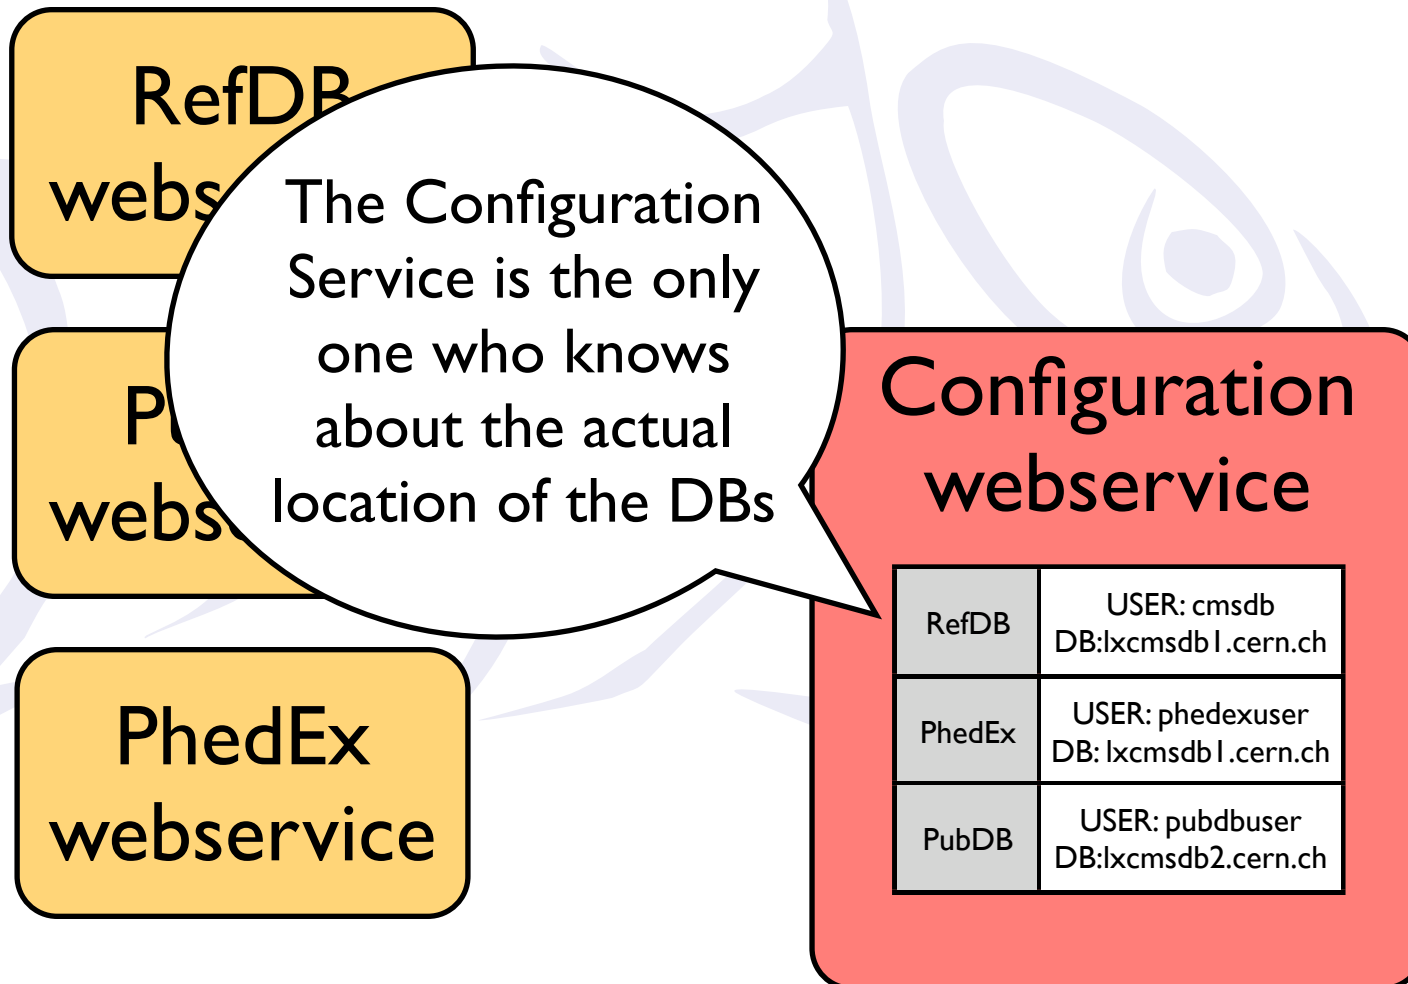 RefDB
The Configuration
Service is the only
one who knows
about the actual
location of the DBs
PhedEx
webservice
Configuration
webservice
RefDB
USER: cmsdb
DB:lxcmsdb1.cern.ch
PhedEx
USER: phedexuser
DB: lxcmsdb1.cern.ch
PubDB
USER: pubdbuser
DB:lxcmsdb2.cern.ch